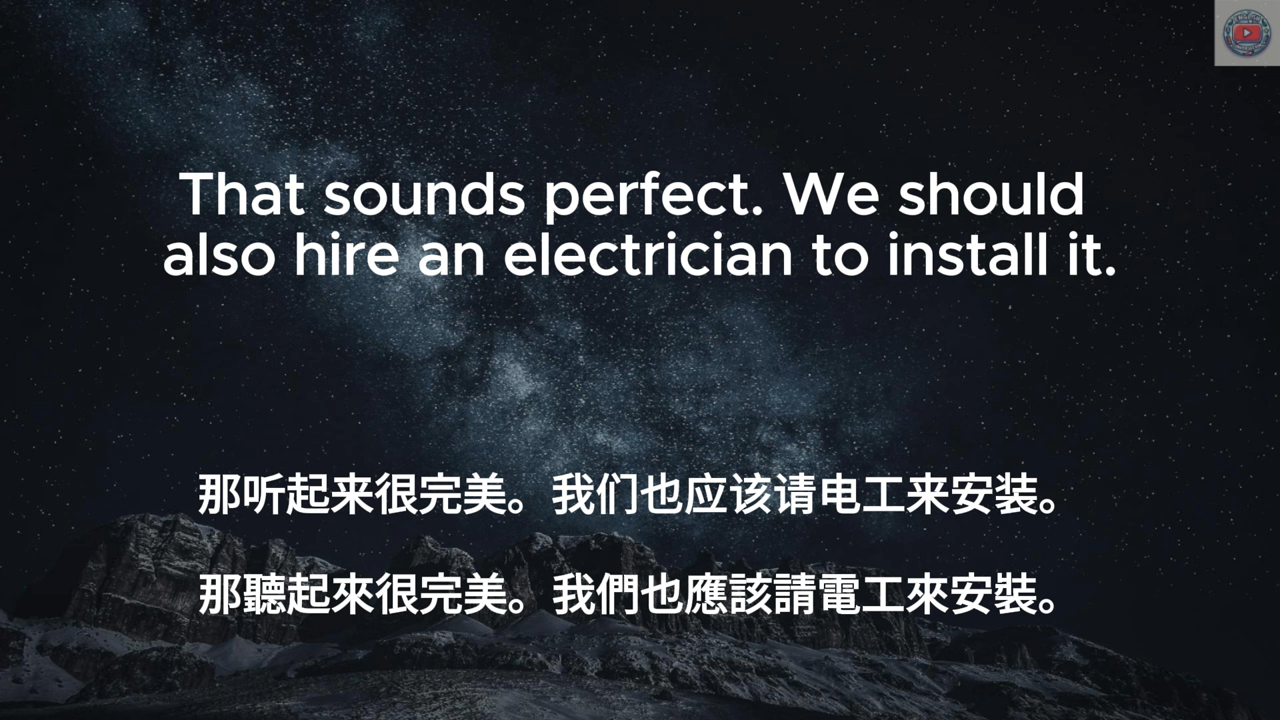 That sounds perfect. We should
also hire an electrician to install it.
那听起来很完美。我们也应该请电工来安装。
那聽起來很完美。我們也應該請電工來安裝。